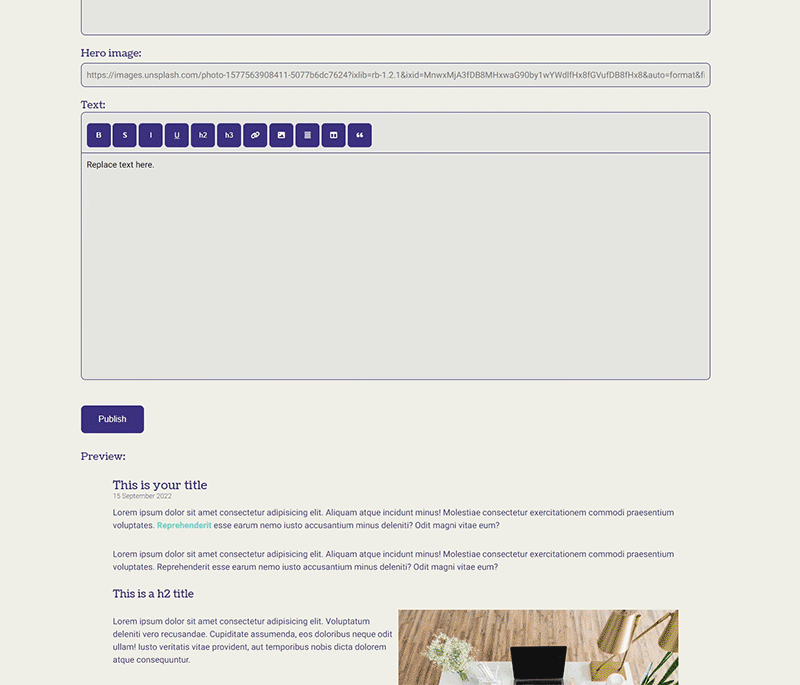 Hero image:
https://images.unsplash.com/photo-1577563908411-5077b6dc7624?ixlib=rb-1.2.1&ixid=MnwxMjA3fDB8MHxwaG90by1wYWdlfHx8fGVufDB8fHx8&auto=format&f
Text:
B S I U h2 h3 “
Replace text here.
Publish
Preview:
This is your title
15 September 2022
Lorem ipsum dolor sit amet consectetur adipisicing elit. Aliquam atque incidunt minus! Molestiae consectetur exercitationem commodi praesentium
voluptates. Reprehenderit esse earum nemo iusto accusantium minus deleniti? Odit magni vitae eum?
Lorem ipsum dolor sit amet consectetur adipisicing elit. Aliquam atque incidunt minus! Molestiae consectetur exercitationem commodi praesentium
voluptates. Reprehenderit esse earum nemo iusto accusantium minus deleniti? Odit magni vitae eum?
This is a h2 title
Lorem ipsum dolor sit amet consectetur adipisicing elit. Voluptatum
deleniti vero recusandae. Cupiditate assumenda, eos doloribus neque odit
ullam! Iusto veritatis vitae provident, aut temporibus nobis dicta dolorem
atque consequuntur.